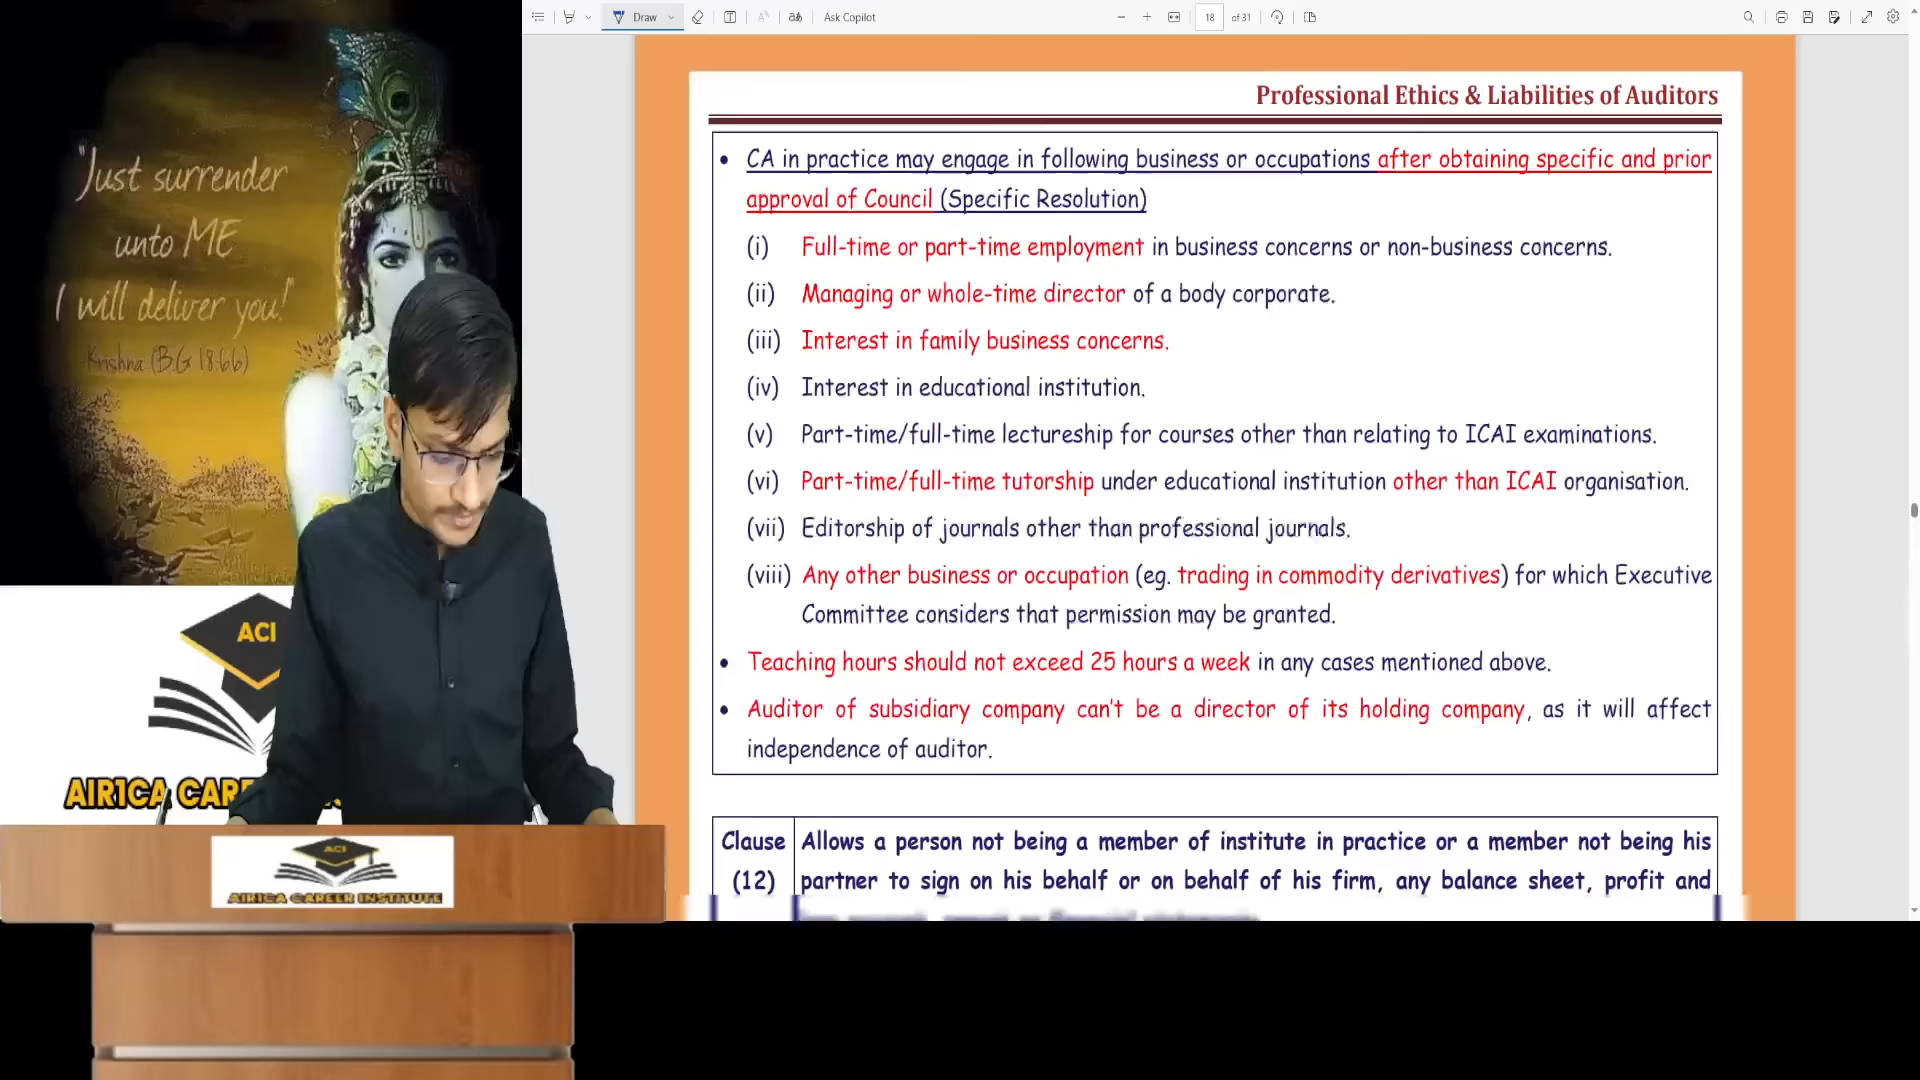 Draw
Ask Copilot
18
of 31
"Just surrender
unto ME
I will deliver you!"
Krishna (B.G 18:66)
ACI
AIR1CA
ACI
AIR1CA CAREER INSTITUTE
Professional Ethics & Liabilities of Auditors
• CA in practice may engage in following business or occupations after obtaining specific and prior
approval of Council (Specific Resolution)
(i) Full-time or part-time employment in business concerns or non-business concerns.
(ii) Managing or whole-time director of a body corporate.
(iii) Interest in family business concerns.
(iv) Interest in educational institution.
(v) Part-time/full-time lectureship for courses other than relating to ICAI examinations.
(vi) Part-time/full-time tutorship under educational institution other than ICAI organisation.
(vii) Editorship of journals other than professional journals.
(viii) Any other business or occupation (eg. trading in commodity derivatives) for which Executive
Committee considers that permission may be granted.
• Teaching hours should not exceed 25 hours a week in any cases mentioned above.
• Auditor of subsidiary company can't be a director of its holding company, as it will affect
independence of auditor.
Clause
(12)
Allows a person not being a member of institute in practice or a member not being his
partner to sign on his behalf or on behalf of his firm, any balance sheet, profit and